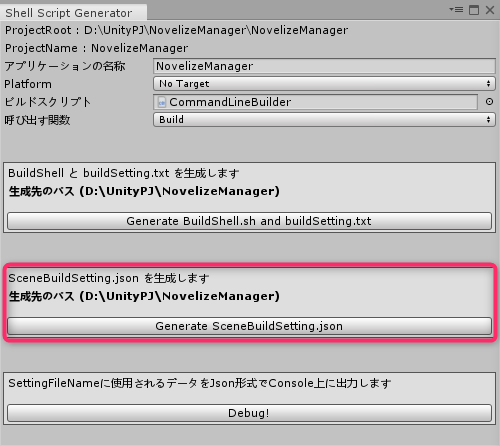 Shell Script Generator
ProjectRoot : D:\UnityPJ\NovelizeManager\NovelizeManager
ProjectName : NovelizeManager
アプリケーションの名称 NovelizeManager
Platform No Target
ビルドスクリプト CommandLineBuilder
呼び出す関数 Build
BuildShell と buildSetting.txt を生成します
生成先のパス (D:\UnityPJ\NovelizeManager)
Generate BuildShell.sh and buildSetting.txt
SceneBuildSetting.json を生成します
生成先のパス (D:\UnityPJ\NovelizeManager)
Generate SceneBuildSetting.json
SettingFileNameに使用されるデータをJson形式でConsole上に出力します
Debug!